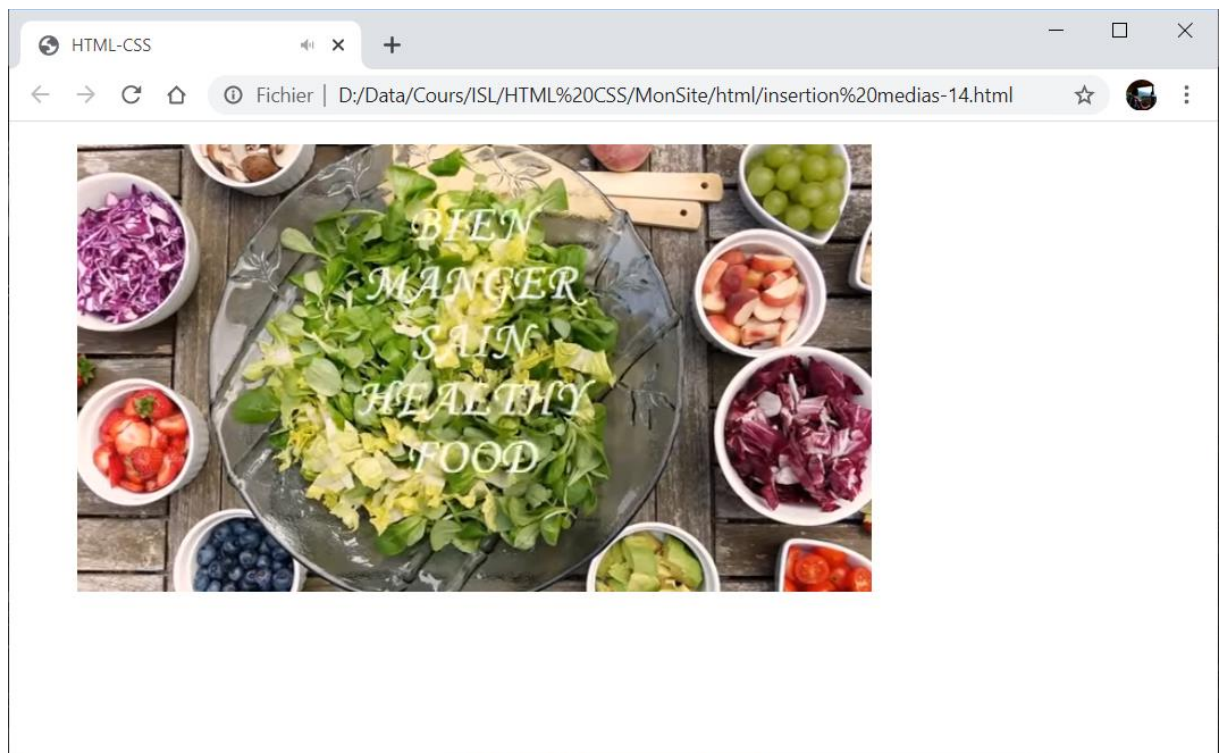 HTML-CSS
Fichier | D:/Data/Cours/ISL/HTML%20CSS/MonSite/html/insertion%20medias-14.html
BIEN
MANGER
SAIN
HEALTHY
FOOD